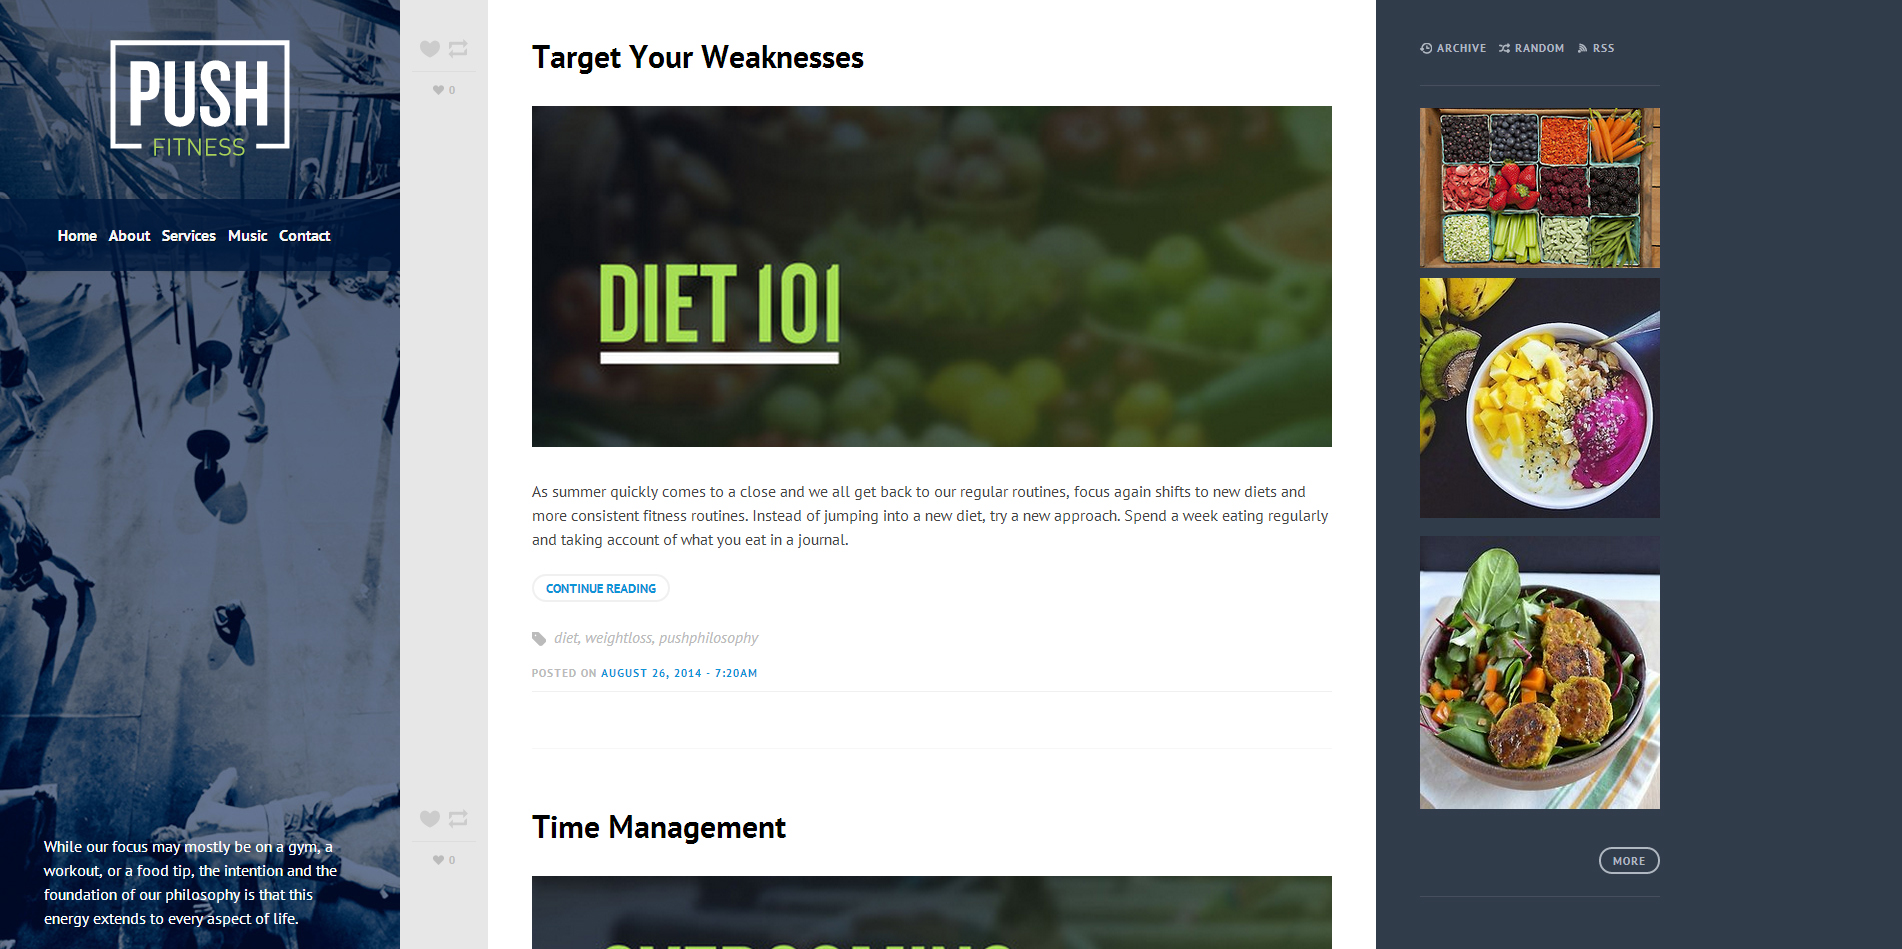 PUSH
FITNESS
Home About Services Music Contact
While our focus may mostly be on a gym, a
workout, or a food tip, the intention and the
foundation of our philosophy is that this
energy extends to every aspect of life.
0
Target Your Weaknesses
DIET 101
As summer quickly comes to a close and we all get back to our regular routines, focus again shifts to new diets and
more consistent fitness routines. Instead of jumping into a new diet, try a new approach. Spend a week eating regularly
and taking account of what you eat in a journal.
CONTINUE READING
diet, weightloss, pushphilosophy
POSTED ON AUGUST 26, 2014 - 7:20AM
0
Time Management
OVERCOMING
ARCHIVE RANDOM RSS
MORE